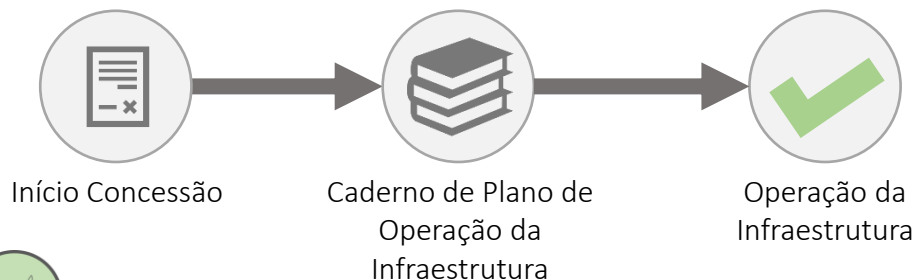 Início Concessão
Caderno de Plano de
Operação da
Infraestrutura
Operação da
Infraestrutura